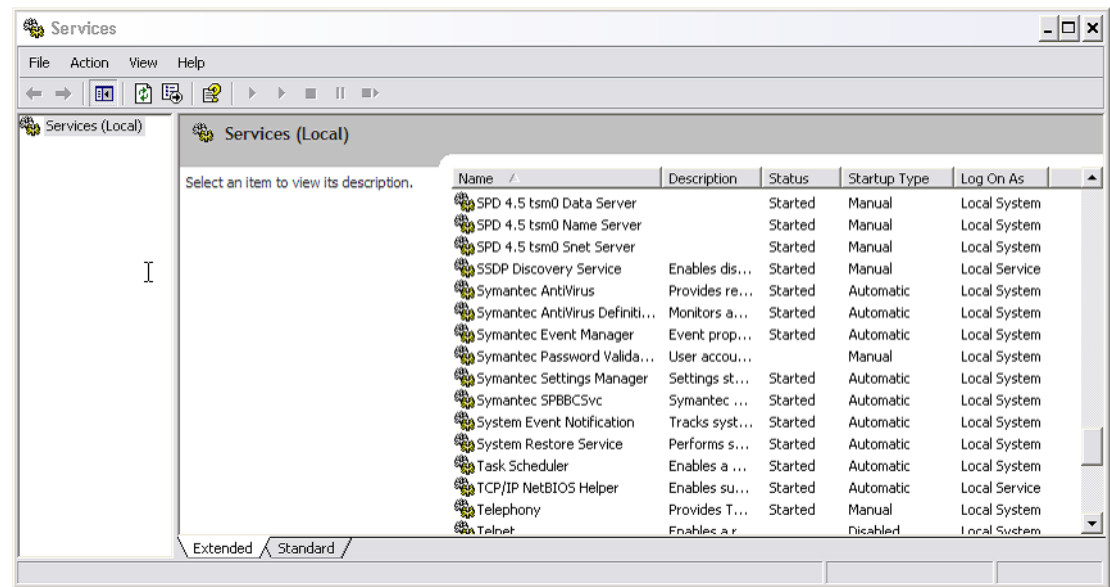 Services
File Action View Help
Services (Local)
Services (Local)
Select an item to view its description.
Name Description Status Startup Type Log On As
SPD 4.5 tsm0 Data Server Started Manual Local System
SPD 4.5 tsm0 Name Server Started Manual Local System
SPD 4.5 tsm0 Snet Server Started Manual Local System
SSDP Discovery Service Enables dis... Started Manual Local Service
Symantec AntiVirus Provides re... Started Automatic Local System
Symantec AntiVirus Definiti... Monitors a... Started Automatic Local System
Symantec Event Manager Event prop... Started Automatic Local System
Symantec Password Valida... User accou... Manual Local System
Symantec Settings Manager Settings st... Started Automatic Local System
Symantec SPBBCSvc Symantec ... Started Automatic Local System
System Event Notification Tracks syst... Started Automatic Local System
System Restore Service Performs s... Started Automatic Local System
Task Scheduler Enables a ... Started Automatic Local System
TCP/IP NetBIOS Helper Enables su... Started Automatic Local Service
Telephony Provides T... Started Manual Local System
Telnet Enables a r... Disabled Local System
Extended Standard